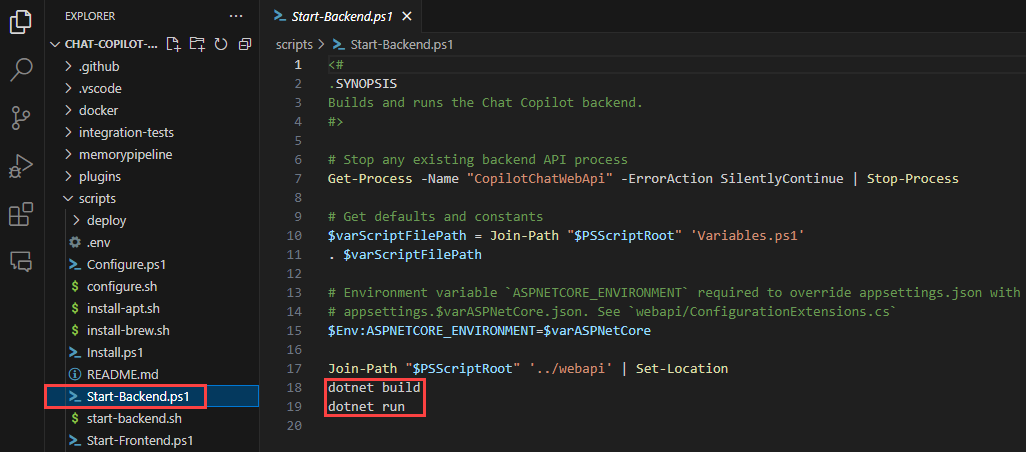 EXPLORER
CHAT-COPILOT-...
.github
.vscode
docker
integration-tests
memorypipeline
plugins
scripts
deploy
.env
Configure.ps1
configure.sh
install-apt.sh
install-brew.sh
Install.ps1
README.md
Start-Backend.ps1
start-backend.sh
Start-Frontend.ps1
Start-Backend.ps1
scripts > Start-Backend.ps1
1 <#
2 .SYNOPSIS
3 Builds and runs the Chat Copilot backend.
4 #>
5
6 # Stop any existing backend API process
7 Get-Process -Name "CopilotChatWebApi" -ErrorAction SilentlyContinue | Stop-Process
8
9 # Get defaults and constants
10 $varScriptFilePath = Join-Path "$PSScriptRoot" 'Variables.ps1'
11 . $varScriptFilePath
12
13 # Environment variable `ASPNETCORE_ENVIRONMENT` required to override appsettings.json with
14 # appsettings.$varASPNetCore.json. See `webapi/ConfigurationExtensions.cs`
15 $Env:ASPNETCORE_ENVIRONMENT=$varASPNetCore
16
17 Join-Path "$PSScriptRoot" '../webapi' | Set-Location
18 dotnet build
19 dotnet run
20